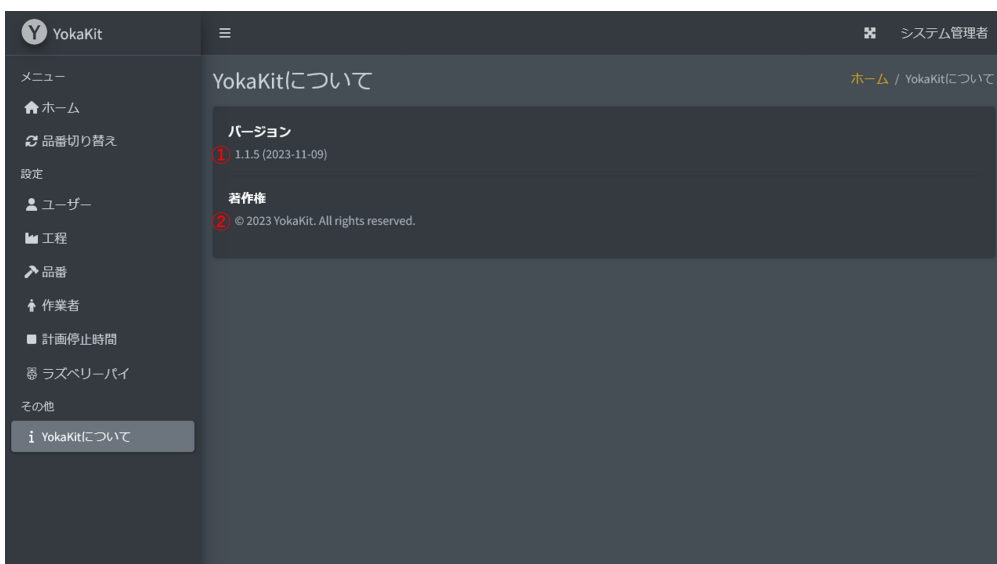 Y YokaKit
システム管理者
メニュー
ホーム
品番切り替え
設定
ユーザー
工程
品番
作業者
計画停止時間
ラズベリーパイ
その他
YokaKitについて
YokaKitについて
ホーム / YokaKitについて
バージョン
① 1.1.5 (2023-11-09)
著作権
② © 2023 YokaKit. All rights reserved.